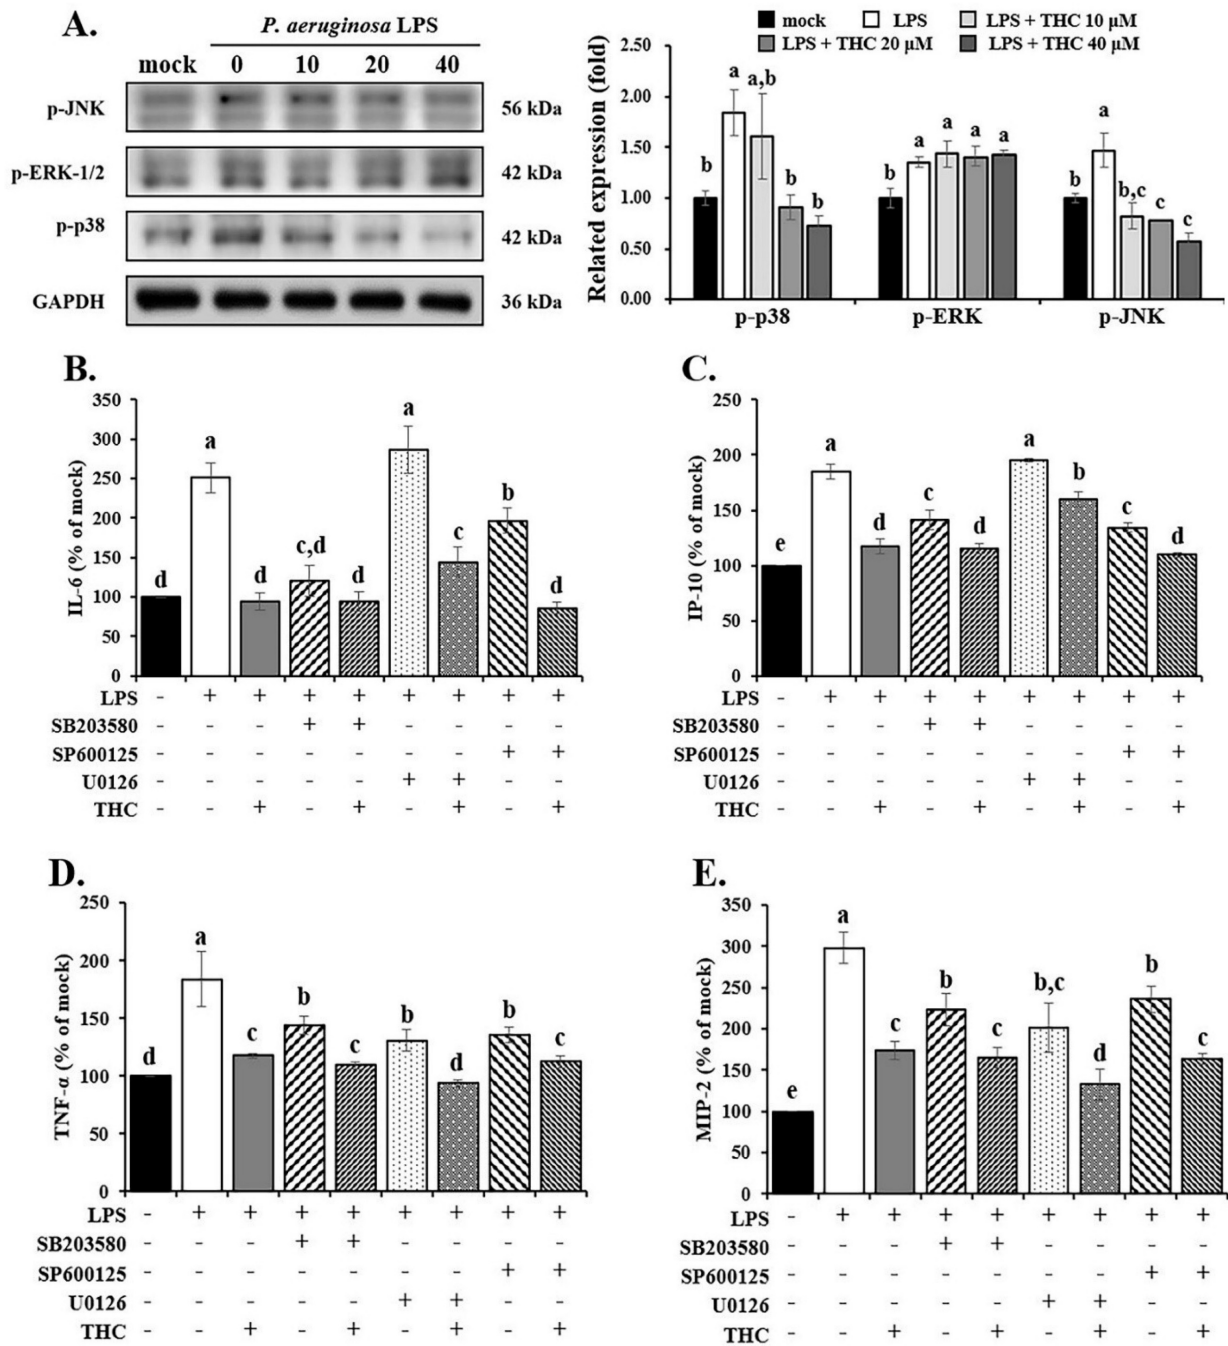 A.
P. aeruginosa LPS
mock 0 10 20 40
p-JNK 56 kDa
p-ERK-1/2 42 kDa
p-p38 42 kDa
GAPDH 36 kDa
mock LPS LPS + THC 10 μM
LPS + THC 20 μM LPS + THC 40 μM
Related expression (fold)
2.50
2.00
1.50
1.00
0.50
0.00
b a a,b b b
b a a a a
b a b,c c c
p-p38 p-ERK p-JNK
B.
IL-6 (% of mock)
350
300
250
200
150
100
50
0
d a d c,d d a c b d
LPS - + + + + + + + +
SB203580 - - - + + - - - -
SP600125 - - - - - - - + +
U0126 - - - - - + + - -
THC - - + - + - + - +
C.
IP-10 (% of mock)
250
200
150
100
50
0
e a d c d a b c d
LPS - + + + + + + + +
SB203580 - - - + + - - - -
SP600125 - - - - - - - + +
U0126 - - - - - + + - -
THC - - + - + - + - +
D.
TNF-α (% of mock)
250
200
150
100
50
0
d a c b c b d b c
LPS - + + + + + + + +
SB203580 - - - + + - - - -
SP600125 - - - - - - - + +
U0126 - - - - - + + - -
THC - - + - + - + - +
E.
MIP-2 (% of mock)
350
300
250
200
150
100
50
0
e a c b c b,c d b c
LPS - + + + + + + + +
SB203580 - - - + + - - - -
SP600125 - - - - - - - + +
U0126 - - - - - + + - -
THC - - + - + - + - +